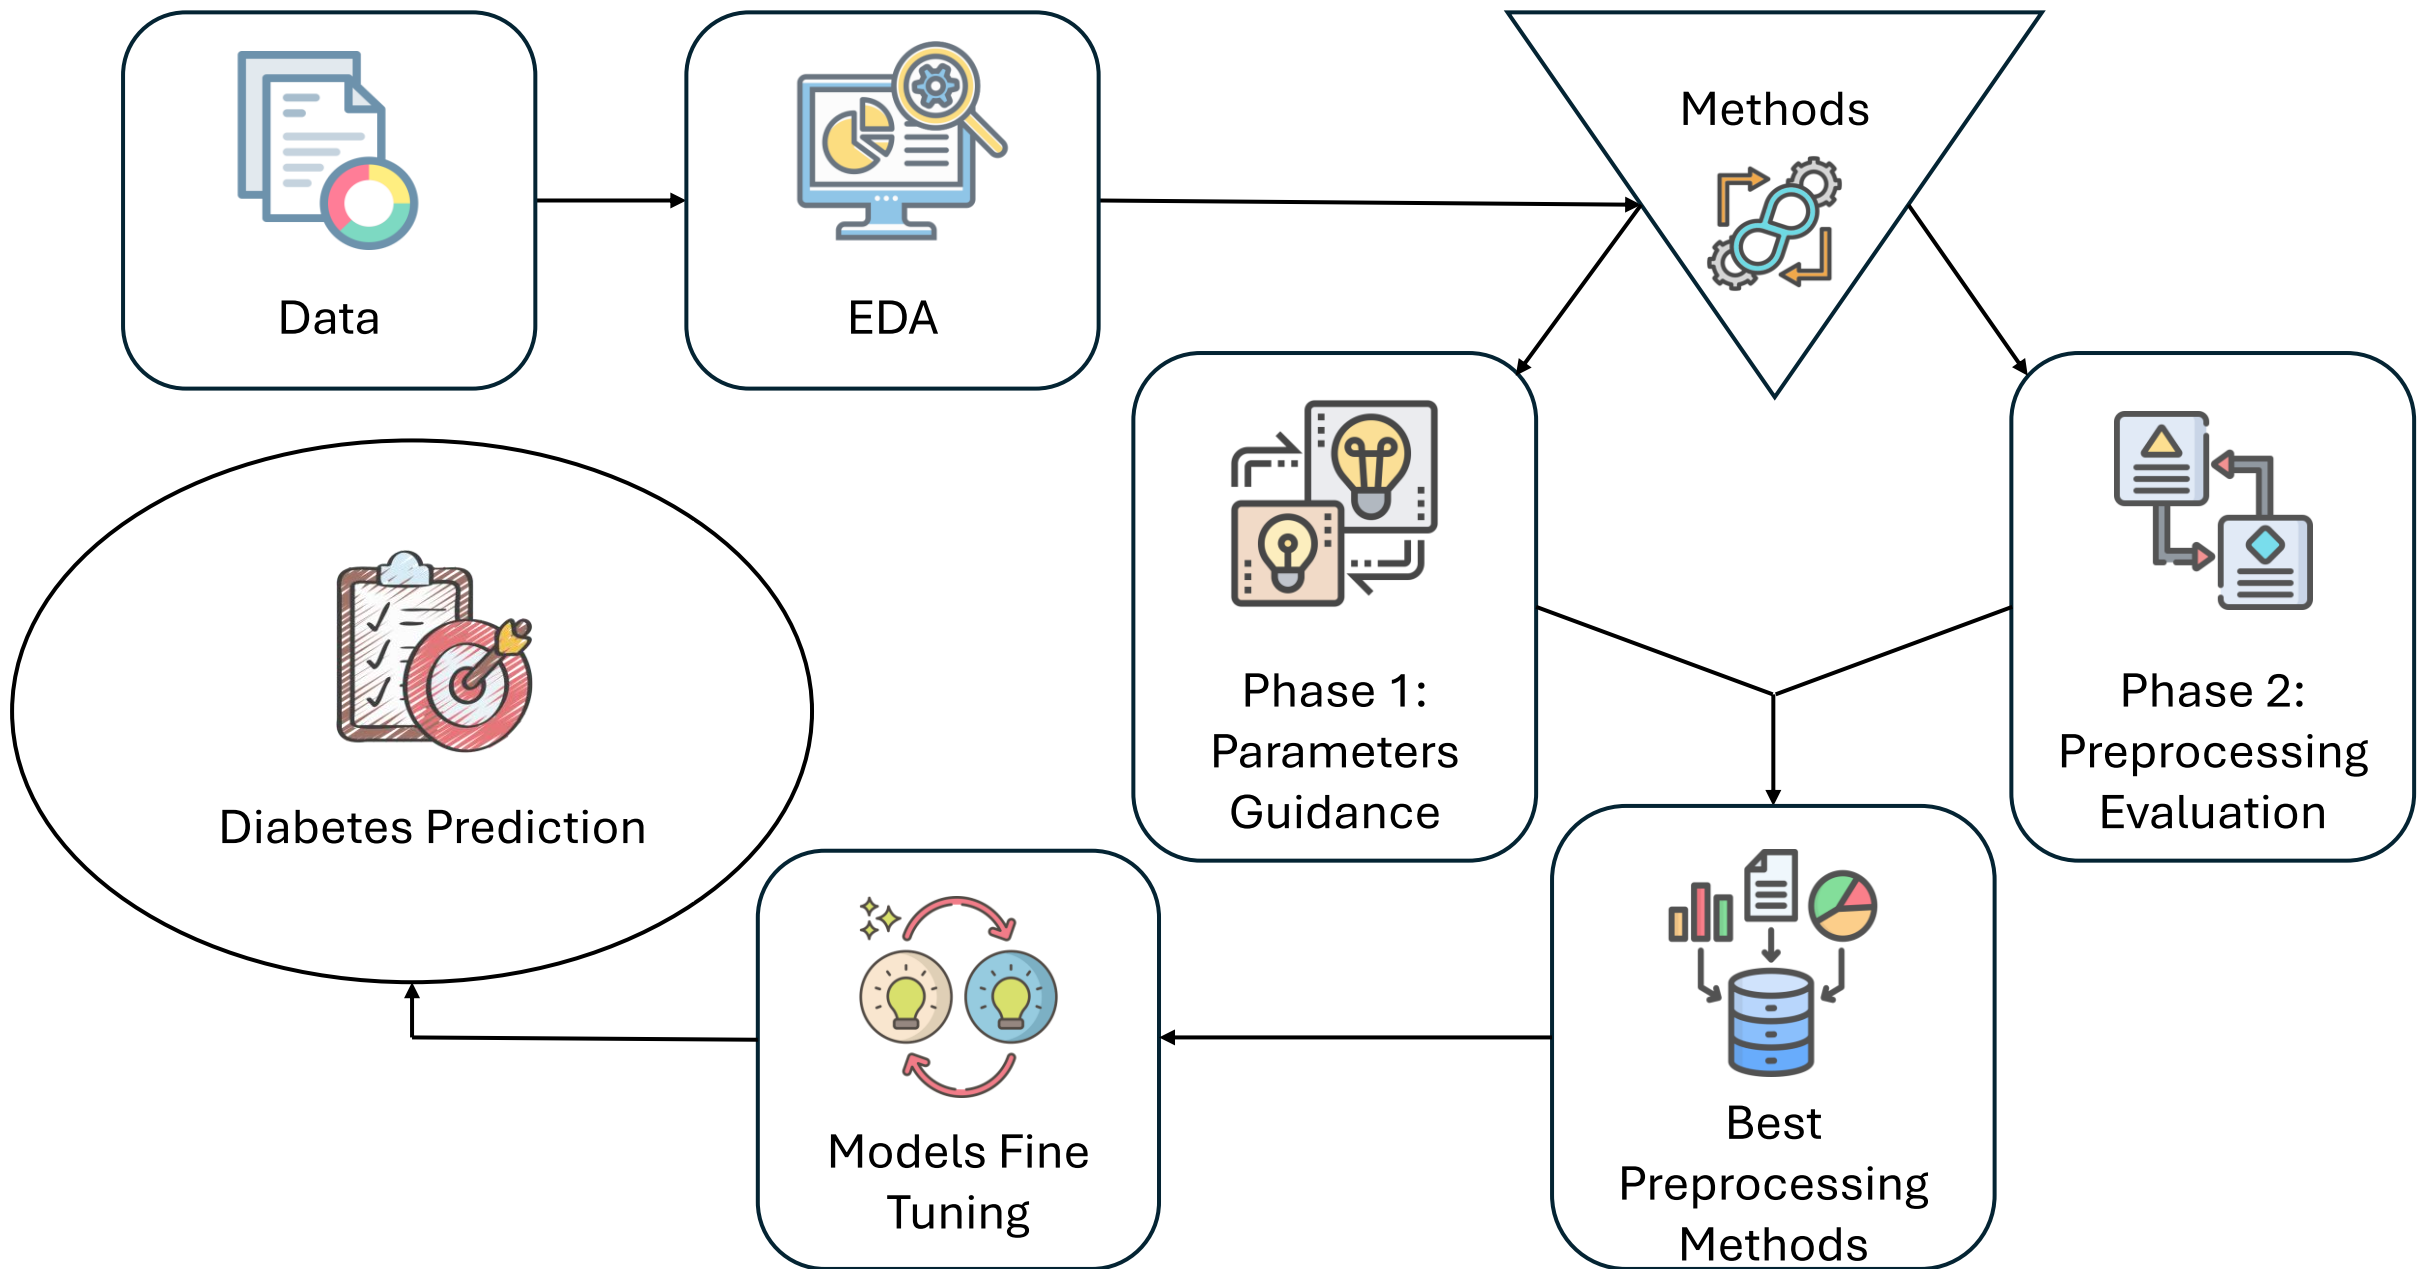 Data
EDA
Methods
Phase 1:
Parameters
Guidance
Phase 2:
Preprocessing
Evaluation
Best
Preprocessing
Methods
Models Fine
Tuning
Diabetes Prediction